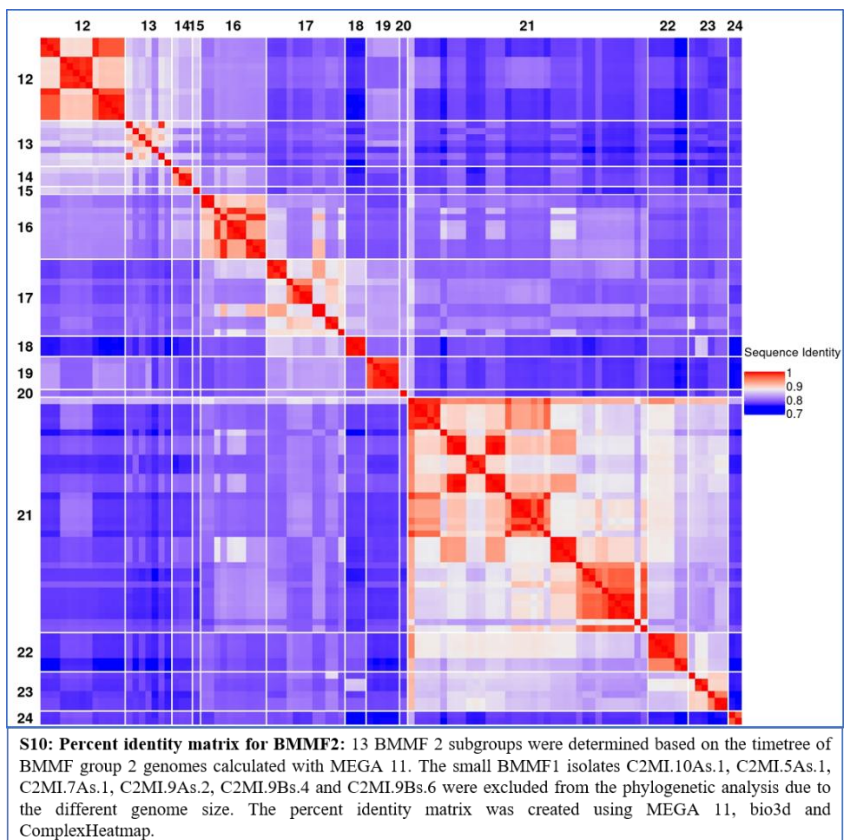 12 13 14 15 16 17 18 19 20 21 22 23 24
12
13
14
15
16
17
18
19
20
21
22
23
24
Sequence Identity
1
0.9
0.8
0.7
S10: Percent identity matrix for BMMF2: 13 BMMF 2 subgroups were determined based on the timetree of
BMMF group 2 genomes calculated with MEGA 11. The small BMMF1 isolates C2MI.10As.1, C2MI.5As.1,
C2MI.7As.1, C2MI.9As.2, C2MI.9Bs.4 and C2MI.9Bs.6 were excluded from the phylogenetic analysis due to
the different genome size. The percent identity matrix was created using MEGA 11, bio3d and
ComplexHeatmap.